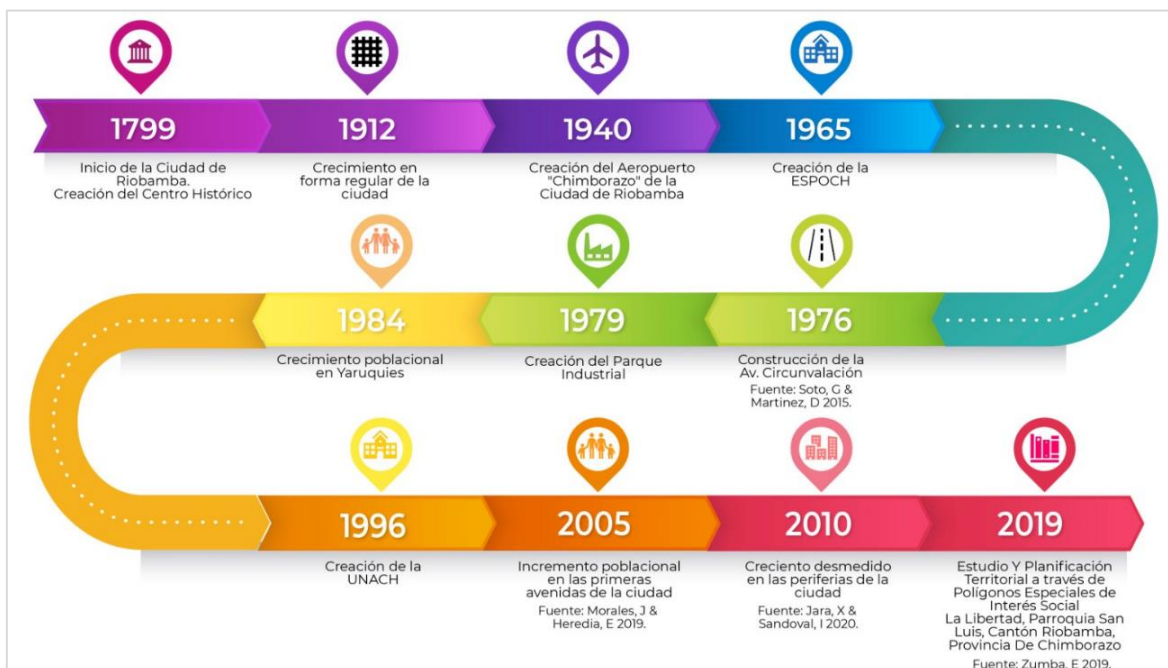 1799
Inicio de la Ciudad de
Riobamba.
Creación del Centro Histórico
1912
Crecimiento en
forma regular de la
ciudad
1940
Creación del Aeropuerto
"Chimborazo" de la
Ciudad de Riobamba
1965
Creación de la
ESPOCH
1976
Construcción de la
Av. Circunvalación
Fuente: Soto, G &
Martinez, D 2015.
1979
Creación del Parque
Industrial
1984
Crecimiento poblacional
en Yaruquies
1996
Creación de la
UNACH
2005
Incremento poblacional
en las primeras
avenidas de la ciudad
Fuente: Morales, J &
Heredia, E 2019.
2010
Creciento desmedido
en las periferias de la
ciudad
Fuente: Jara, X &
Sandoval, I 2020.
2019
Estudio Y Planificación
Territorial a través de
Polígonos Especiales de
Interés Social
La Libertad, Parroquia San
Luis, Cantón Riobamba,
Provincia De Chimborazo
Fuente: Zumba, E 2019.